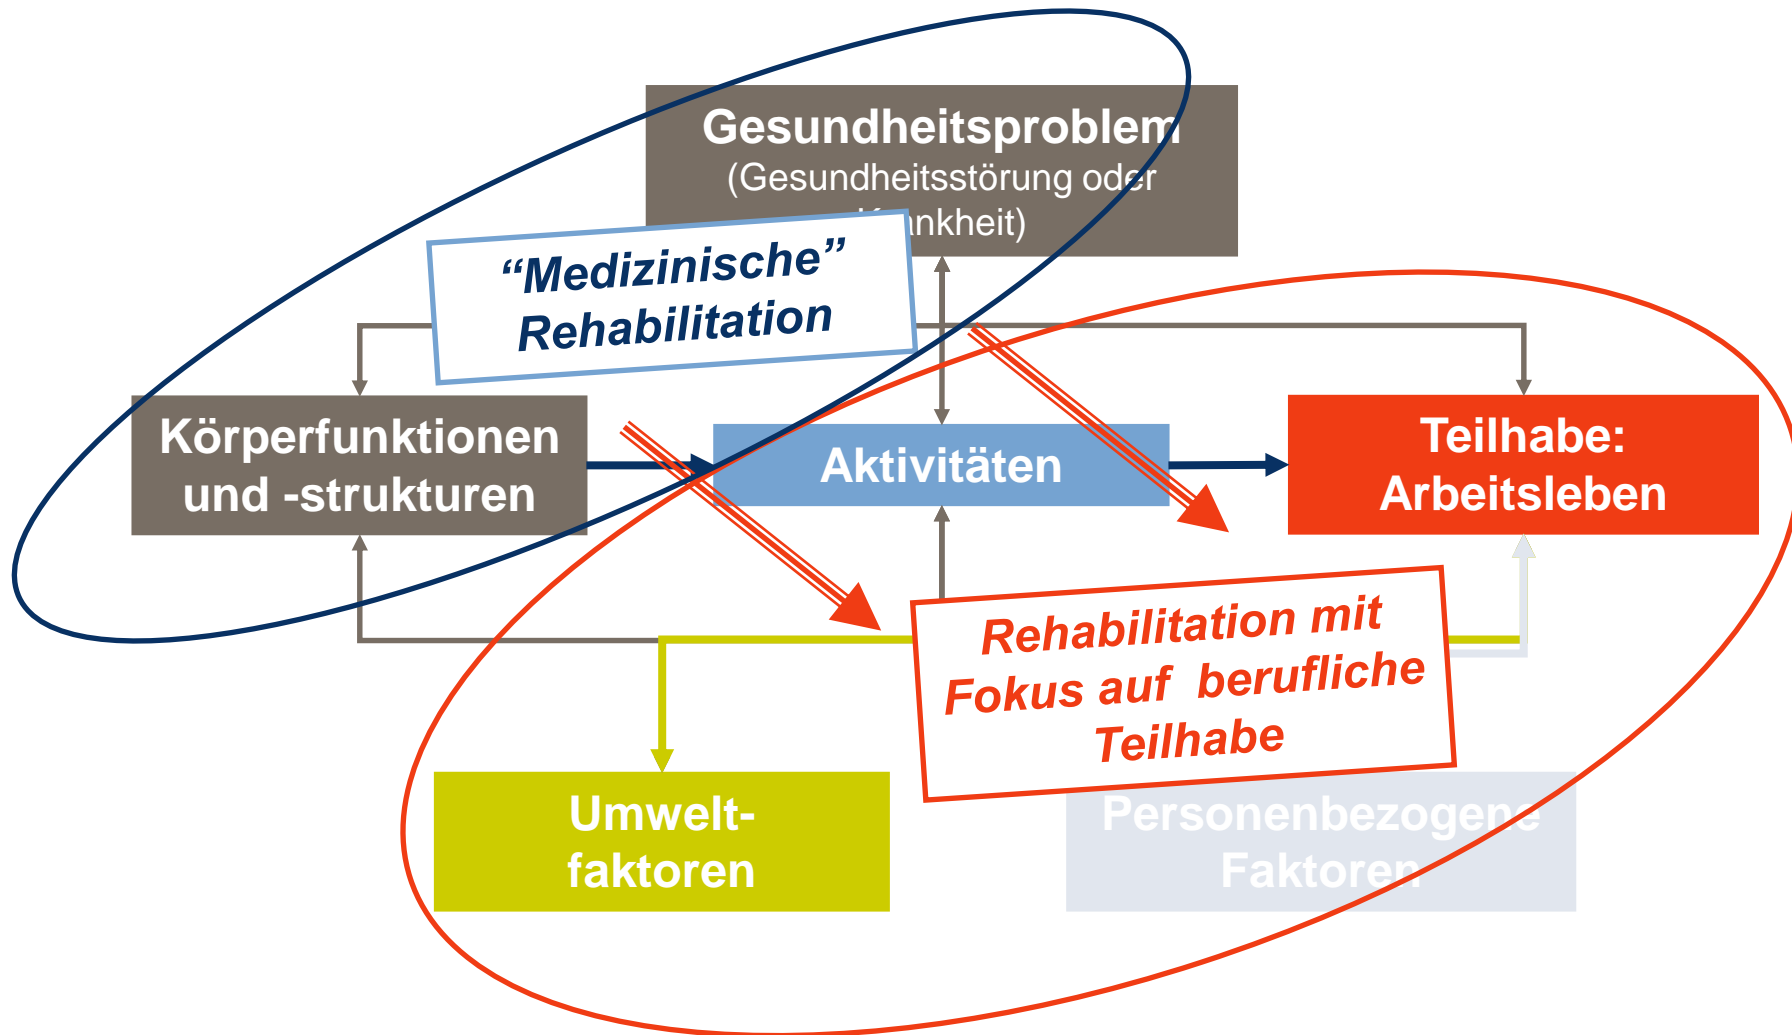 Gesundheitsproblem
(Gesundheitsstörung oder
Krankheit)
“Medizinische”
Rehabilitation
Körperfunktionen
und -strukturen
Aktivitäten
Teilhabe:
Arbeitsleben
Rehabilitation mit
Fokus auf berufliche
Teilhabe
Umwelt-
faktoren
Personenbezogene
Faktoren